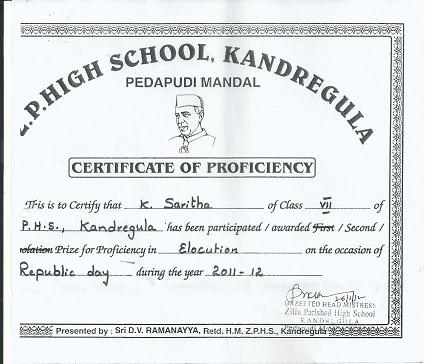 Z.P.HIGH SCHOOL, KANDREGULA
PEDAPUDI MANDAL
CERTIFICATE OF PROFICIENCY
This is to Certify that K. Saritha of Class VII of
P.H.S., Kandregula has been participated / awarded First / Second /
olation Prize for Proficiency in Elocution on the occasion of
Republic day during the year 2011-12
GAZETTED HEAD MISTRESS
Zilla Parishad High School
KANDREGULA
Presented by : Sri D.V. RAMANAYYA, Retd. H.M. Z.P.H.S., Kandregula